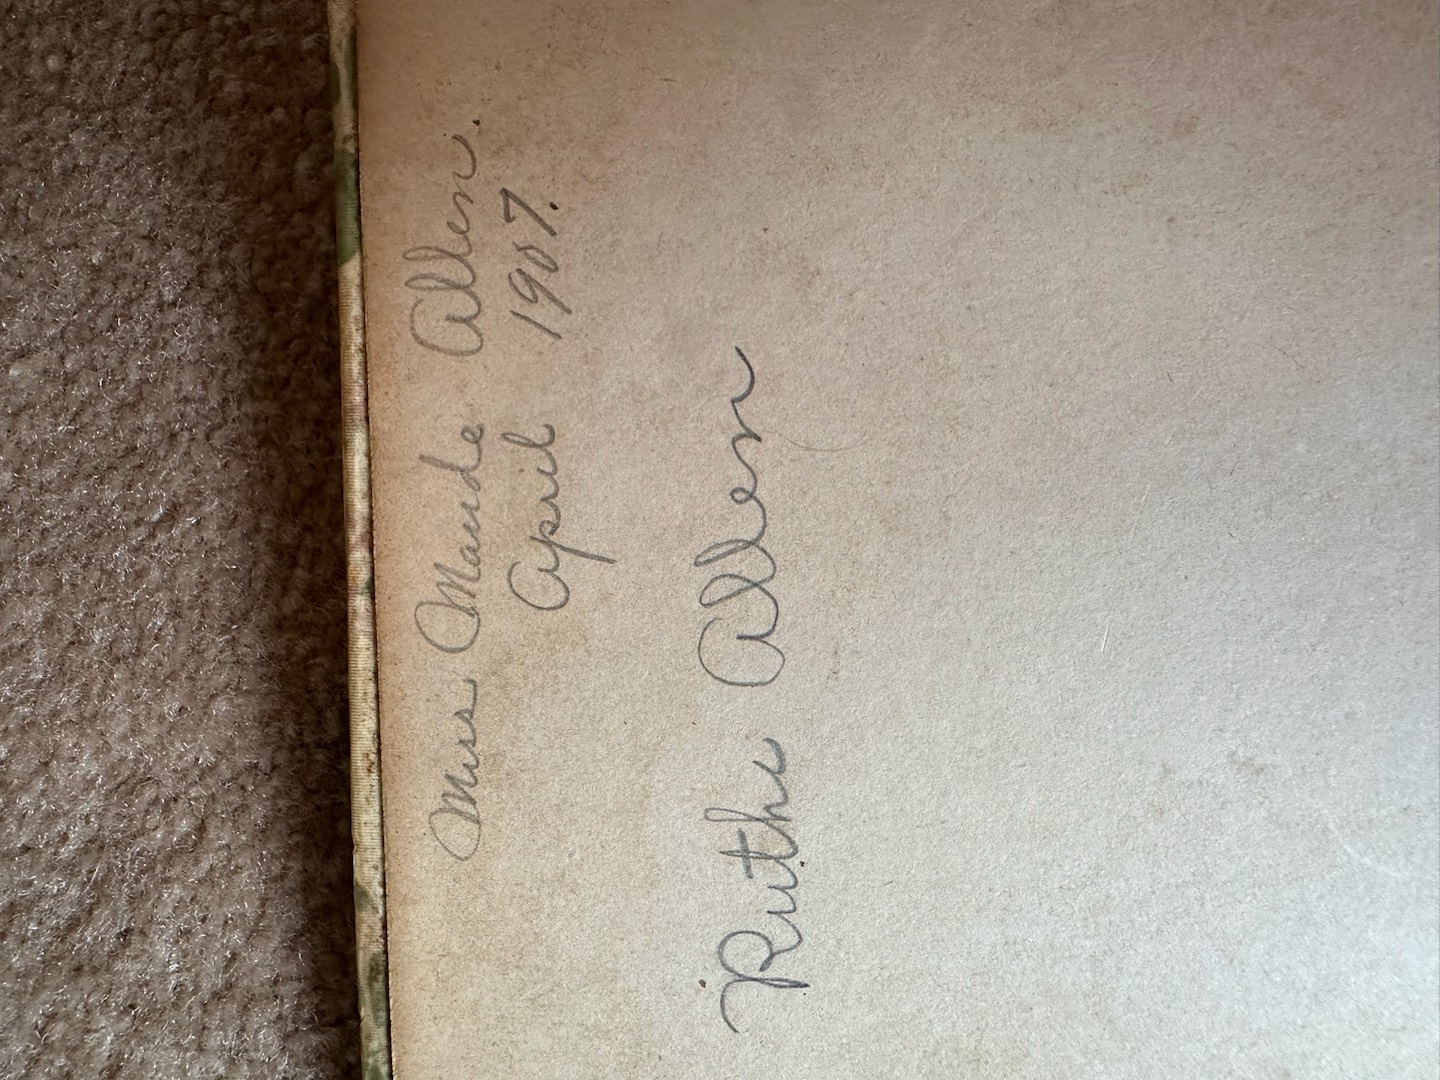 Miss Maude Allen.
April 1907.
Ruth Allen